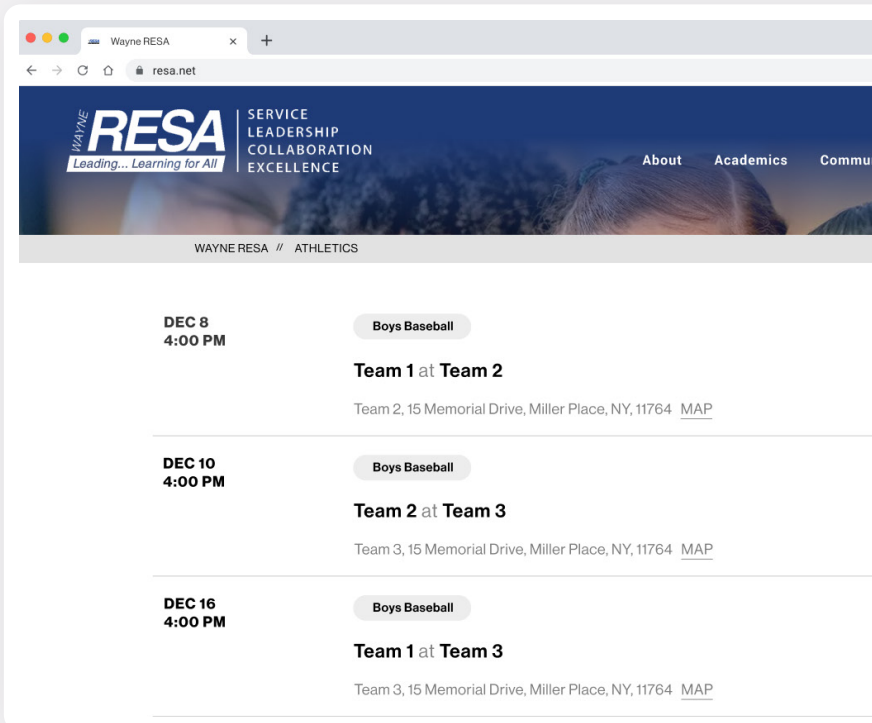 Wayne RESA
resa.net
WAYNE
RESA
Leading... Learning for All
SERVICE
LEADERSHIP
COLLABORATION
EXCELLENCE
About Academics Commu
WAYNE RESA // ATHLETICS
DEC 8
4:00 PM
Boys Baseball
Team 1 at Team 2
Team 2, 15 Memorial Drive, Miller Place, NY, 11764 MAP
DEC 10
4:00 PM
Boys Baseball
Team 2 at Team 3
Team 3, 15 Memorial Drive, Miller Place, NY, 11764 MAP
DEC 16
4:00 PM
Boys Baseball
Team 1 at Team 3
Team 3, 15 Memorial Drive, Miller Place, NY, 11764 MAP